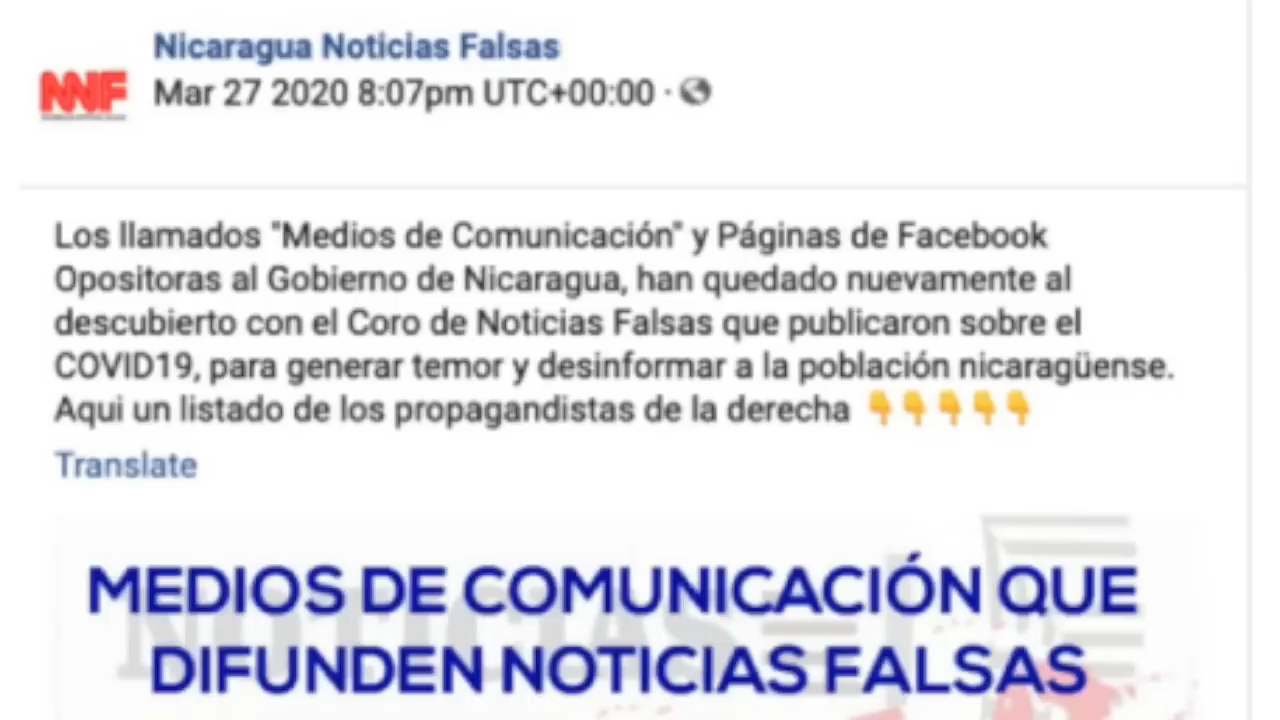 Nicaragua Noticias Falsas
NNF
Mar 27 2020 8:07pm UTC+00:00 ·
Los llamados "Medios de Comunicación" y Páginas de Facebook
Opositoras al Gobierno de Nicaragua, han quedado nuevamente al
descubierto con el Coro de Noticias Falsas que publicaron sobre el
COVID19, para generar temor y desinformar a la población nicaragüense.
Aqui un listado de los propagandistas de la derecha 👇👇👇👇👇
Translate
NOTICIAS
MEDIOS DE COMUNICACIÓN QUE
DIFUNDEN NOTICIAS FALSAS